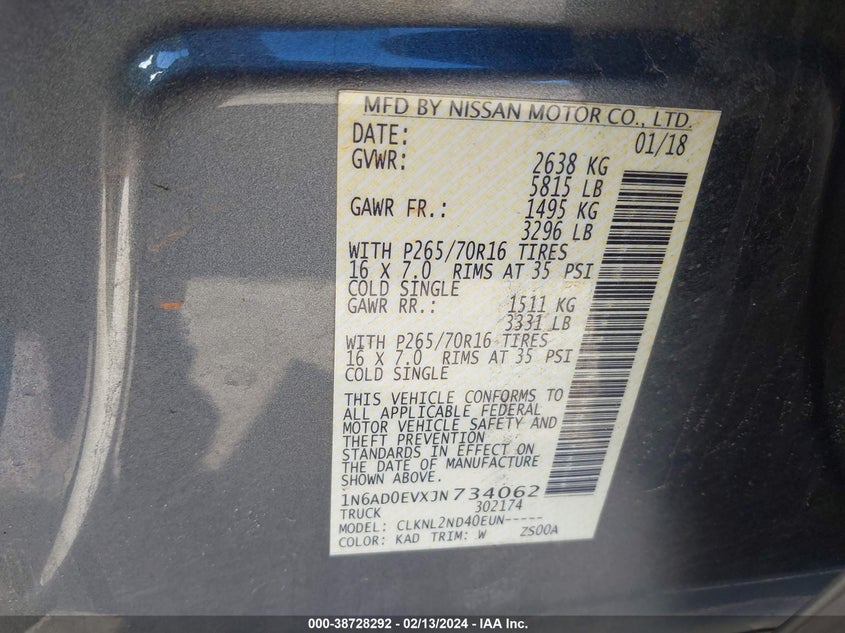 MFD BY NISSAN MOTOR CO., LTD.
DATE: 01/18
GVWR: 2638 KG
5815 LB
GAWR FR.: 1495 KG
3296 LB
WITH P265/70R16 TIRES
16 X 7.0 RIMS AT 35 PSI
COLD SINGLE
GAWR RR.: 1511 KG
3331 LB
WITH P265/70R16 TIRES
16 X 7.0 RIMS AT 35 PSI
COLD SINGLE
THIS VEHICLE CONFORMS TO
ALL APPLICABLE FEDERAL
MOTOR VEHICLE SAFETY AND
THEFT PREVENTION
STANDARDS IN EFFECT ON
THE DATE OF MANUFACTURE
SHOWN ABOVE.
1N6AD0EVXJN734062
TRUCK 302174
MODEL: CLKNL2ND40EUN-----
COLOR: KAD TRIM: W ZS00A
000-38728292 - 02/13/2024 - IAA Inc.